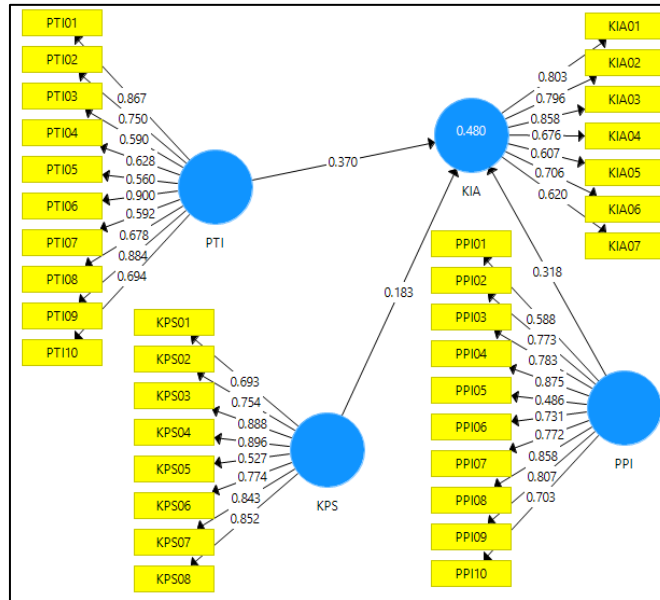 PTI01
PTI02
PTI03
PTI04
PTI05
PTI06
PTI07
PTI08
PTI09
PTI10
0.867
0.750
0.590
0.628
0.560
0.900
0.592
0.678
0.884
0.694
PTI
0.370
KIA01
KIA02
KIA03
KIA04
KIA05
KIA06
KIA07
0.803
0.796
0.858
0.676
0.607
0.706
0.620
0.480
KIA
0.183
0.318
KPS01
KPS02
KPS03
KPS04
KPS05
KPS06
KPS07
KPS08
0.693
0.754
0.888
0.896
0.527
0.774
0.843
0.852
KPS
PPI01
PPI02
PPI03
PPI04
PPI05
PPI06
PPI07
PPI08
PPI09
PPI10
0.588
0.773
0.783
0.875
0.486
0.731
0.772
0.858
0.807
0.703
PPI